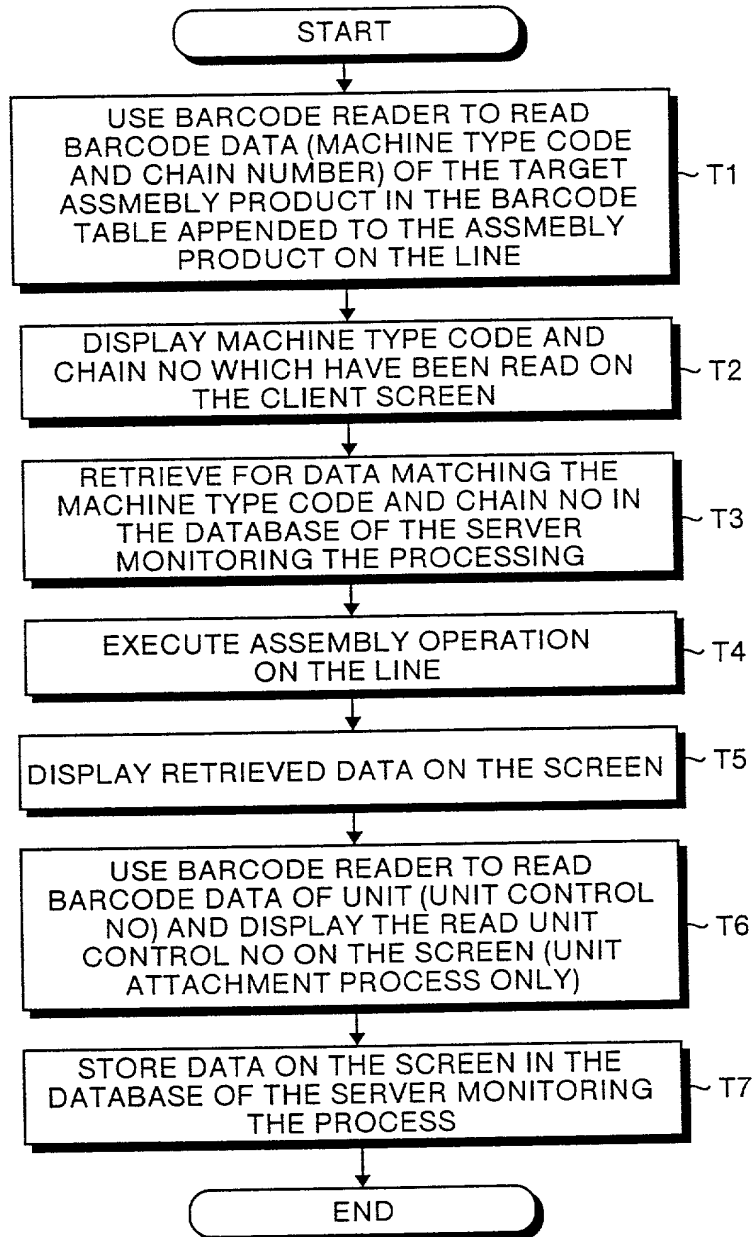 START
USE BARCODE READER TO READ
BARCODE DATA (MACHINE TYPE CODE
AND CHAIN NUMBER) OF THE TARGET
ASSMEBLY PRODUCT IN THE BARCODE
TABLE APPENDED TO THE ASSMEBLY
PRODUCT ON THE LINE
T1
DISPLAY MACHINE TYPE CODE AND
CHAIN NO WHICH HAVE BEEN READ ON
THE CLIENT SCREEN
T2
RETRIEVE FOR DATA MATCHING THE
MACHINE TYPE CODE AND CHAIN NO IN
THE DATABASE OF THE SERVER
MONITORING THE PROCESSING
T3
EXECUTE ASSEMBLY OPERATION
ON THE LINE
T4
DISPLAY RETRIEVED DATA ON THE SCREEN
T5
USE BARCODE READER TO READ
BARCODE DATA OF UNIT (UNIT CONTROL
NO) AND DISPLAY THE READ UNIT
CONTROL NO ON THE SCREEN (UNIT
ATTACHMENT PROCESS ONLY)
T6
STORE DATA ON THE SCREEN IN THE
DATABASE OF THE SERVER MONITORING
THE PROCESS
T7
END